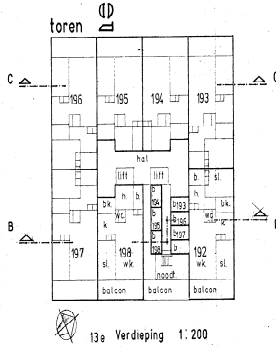 toren
C
196 195 194 193
hal
lift lift
b. sl.
h. b. b h.
194 b193
bk. bk.
wc b196 wc
k 195 k
B b197
198 b
197 198 192
sl. wk. wk. sl.
noodt.
balcon balcon balcon
13e Verdieping 1:200